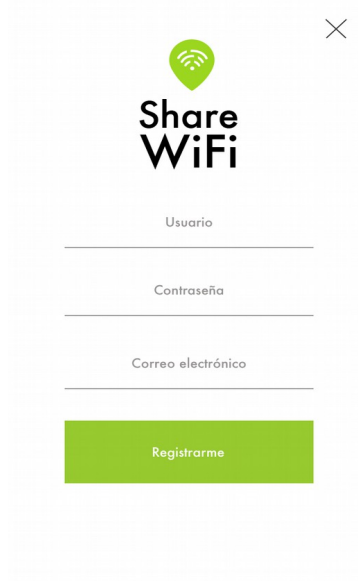 Share
WiFi
Usuario
Contraseña
Correo electrónico
Registrarme